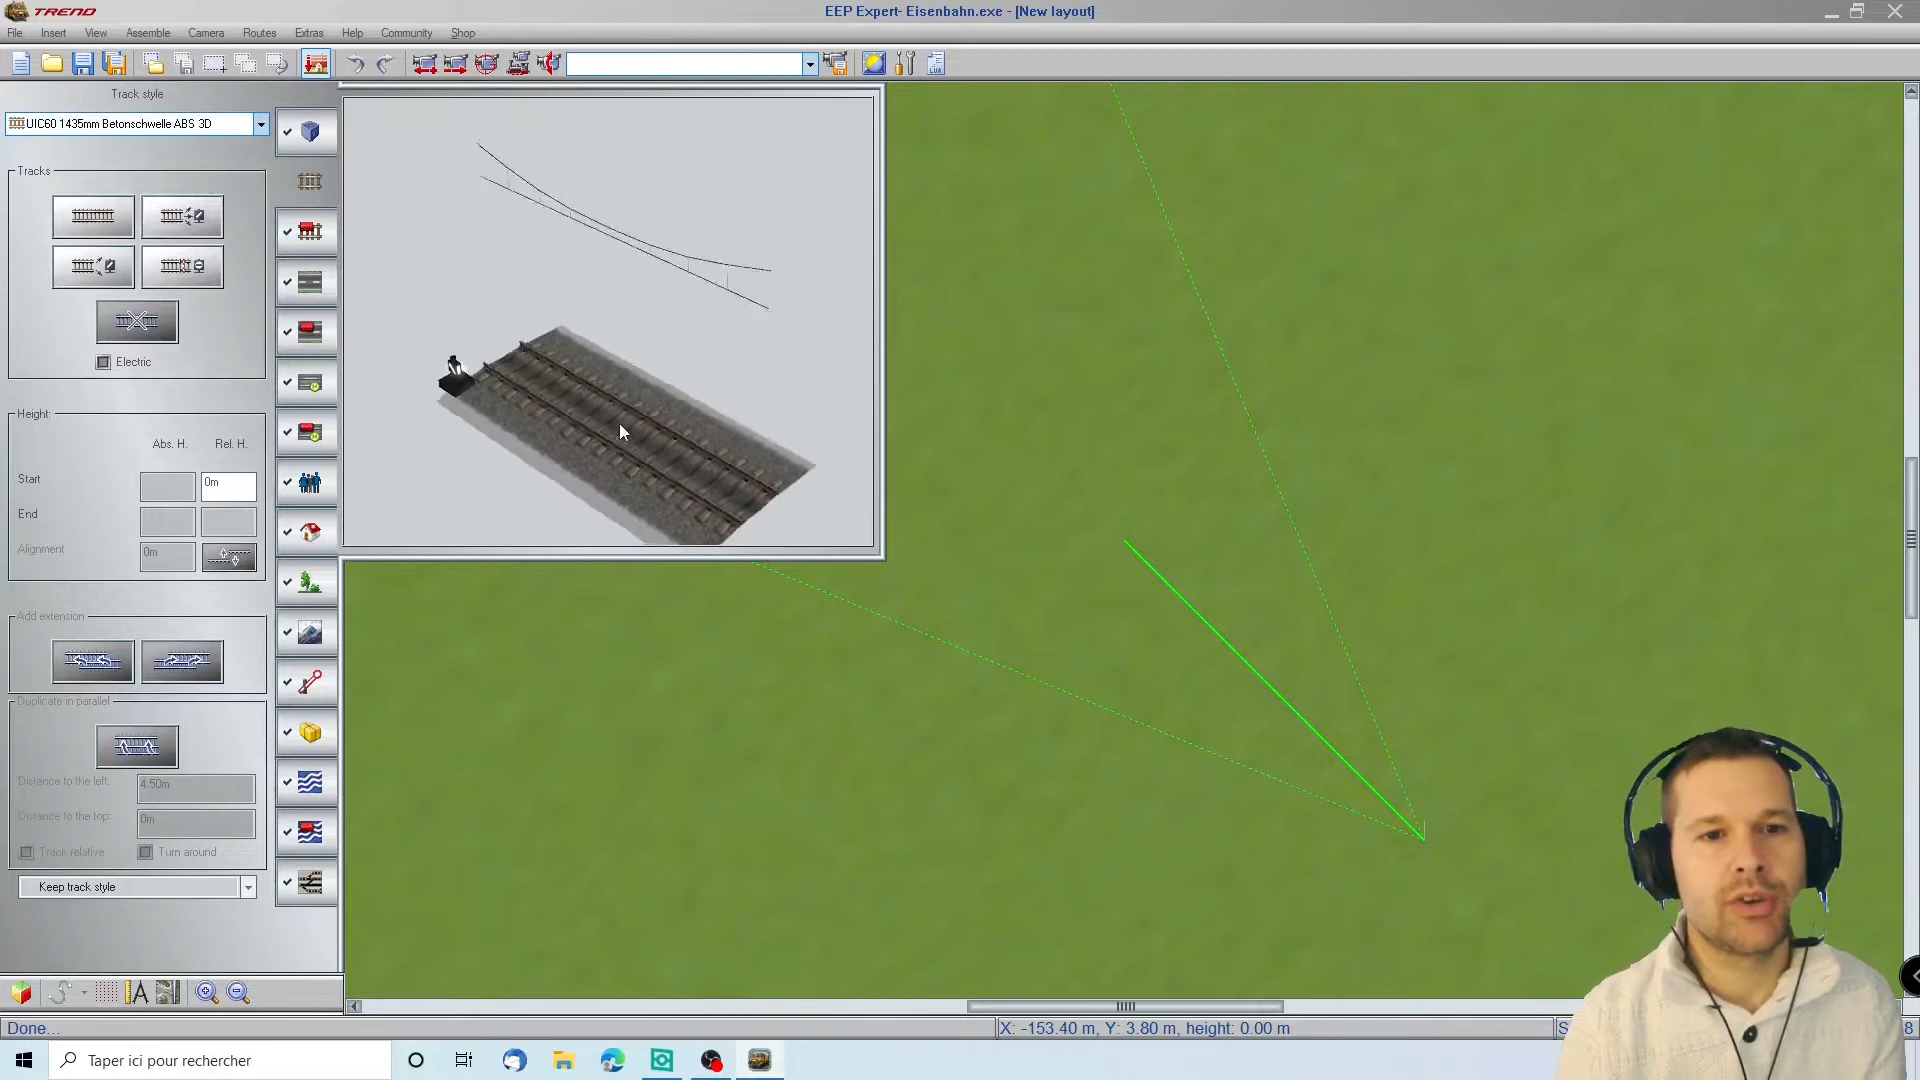 TREND
EEP Expert- Eisenbahn.exe - [New layout]
File Insert View Assemble Camera Routes Extras Help Community Shop
LUA
Track style
UIC60 1435mm Betonschwelle ABS 3D
Tracks
Electric
Height:
Abs. H. Rel. H.
Start 0m
End
Alignment 0m
Add extension
Duplicate in parallel
Distance to the left: 4.50m
Distance to the top: 0m
Track relative Turn around
Keep track style
Done...
X: -153.40 m, Y: 3.80 m, height: 0.00 m
S
8
Taper ici pour rechercher